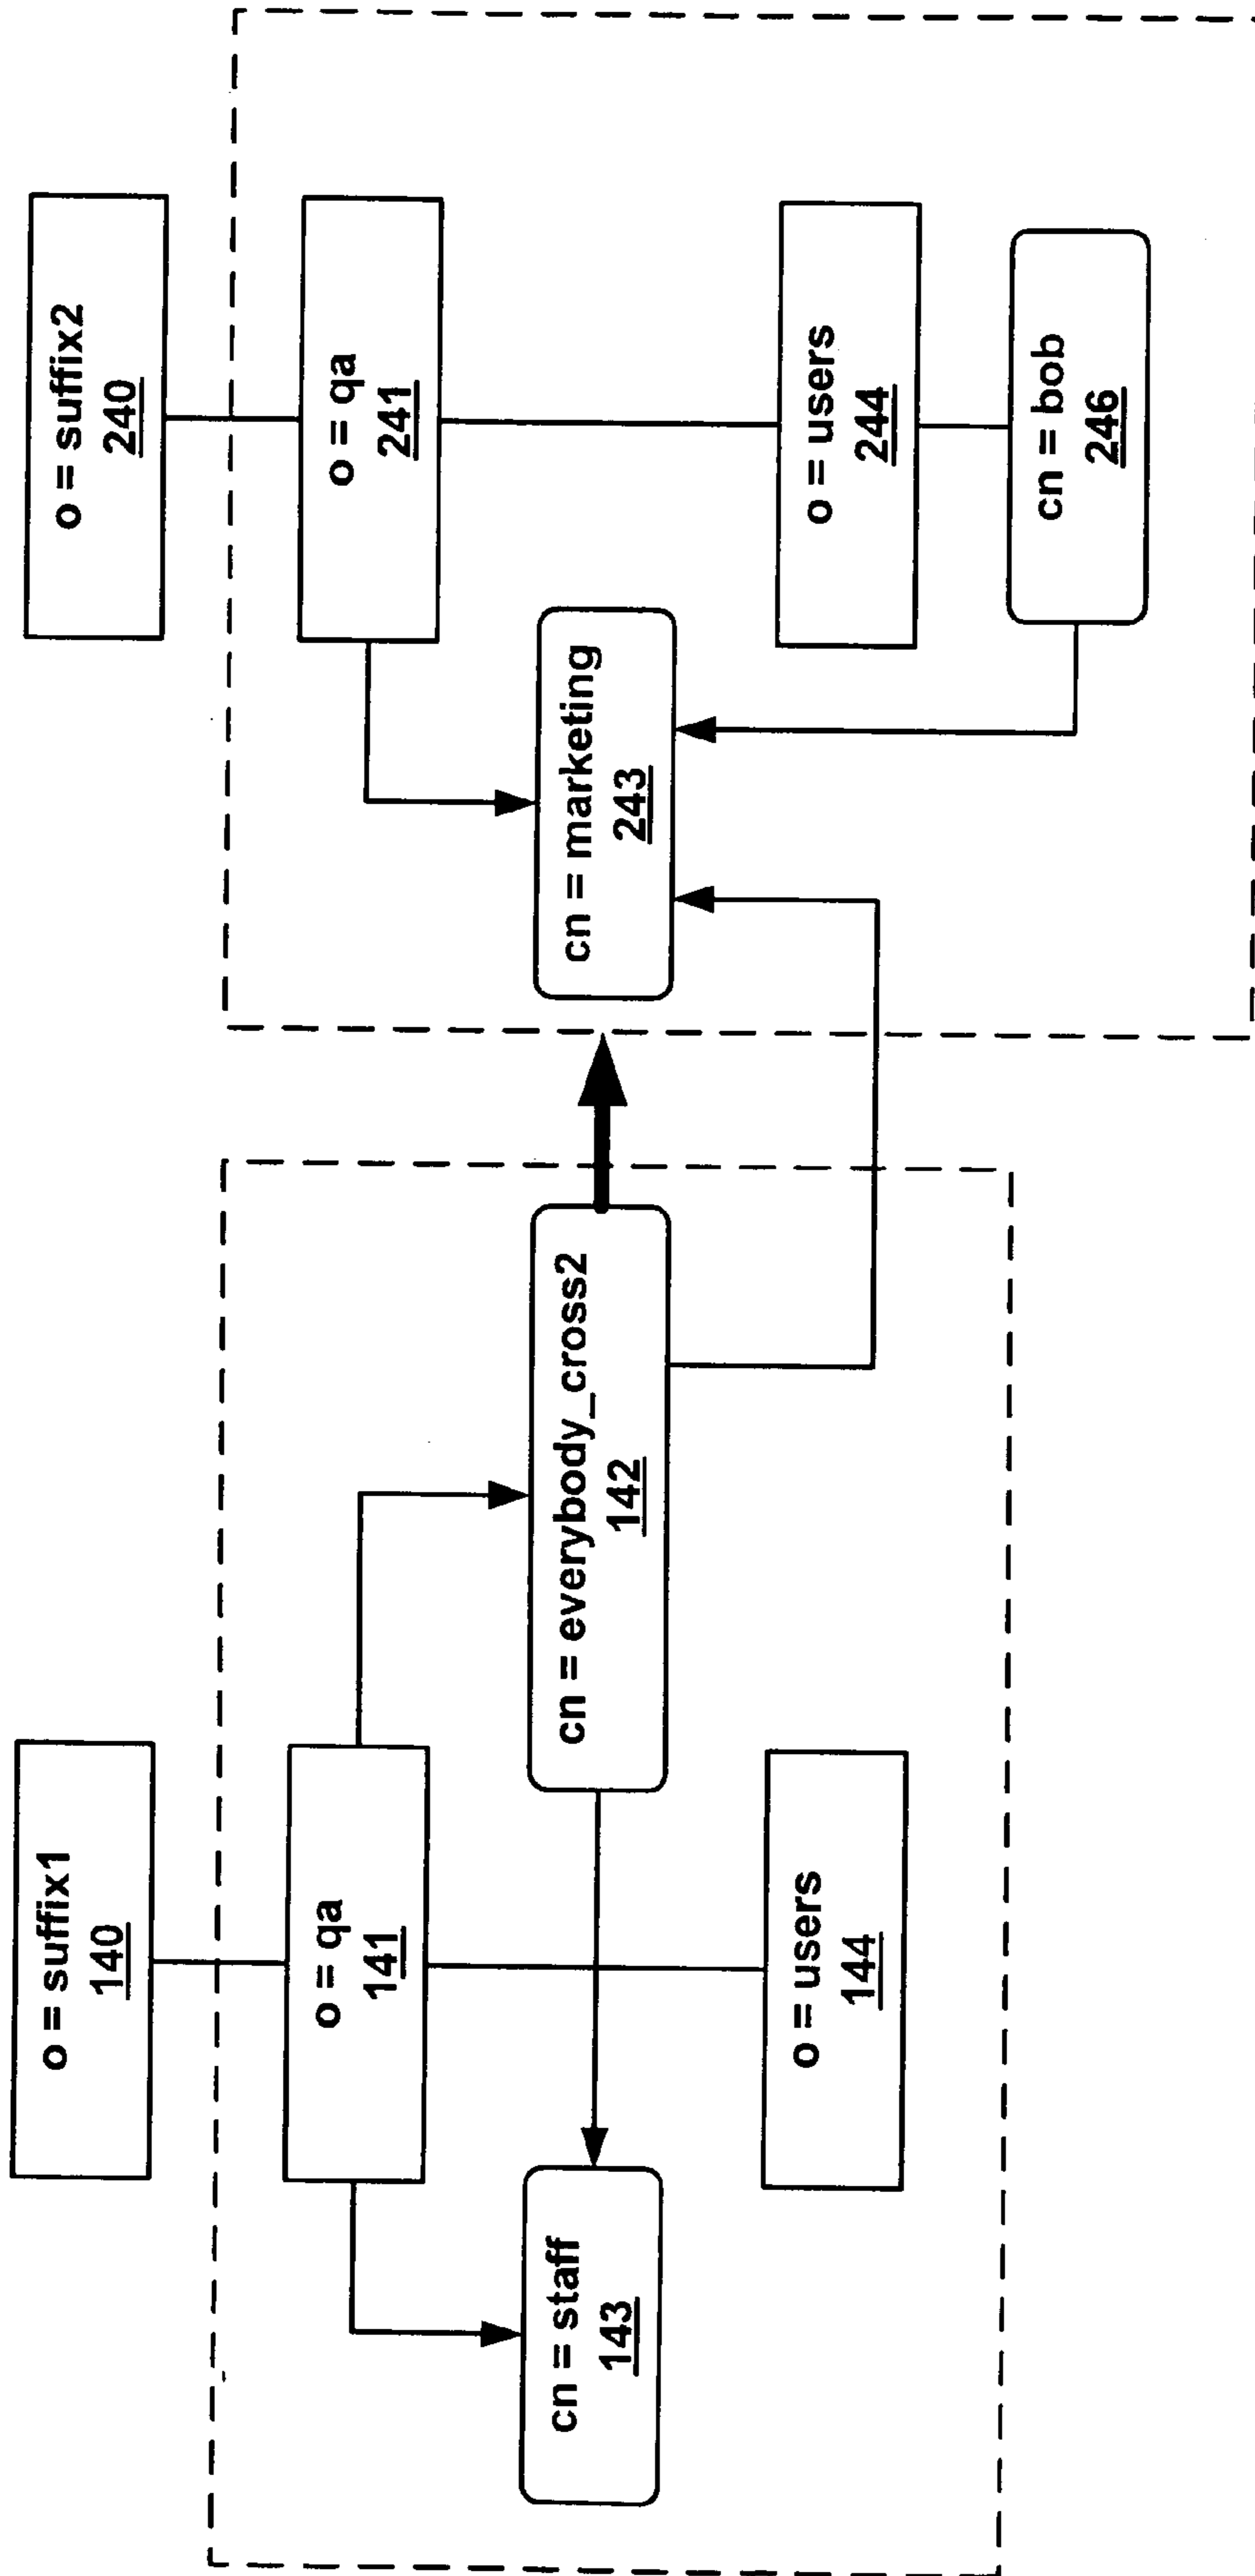 o = suffix1
140
o = suffix2
240
o = qa
141
o = qa
241
cn = staff
143
cn = everybody_cross2
142
cn = marketing
243
o = users
144
o = users
244
cn = bob
246